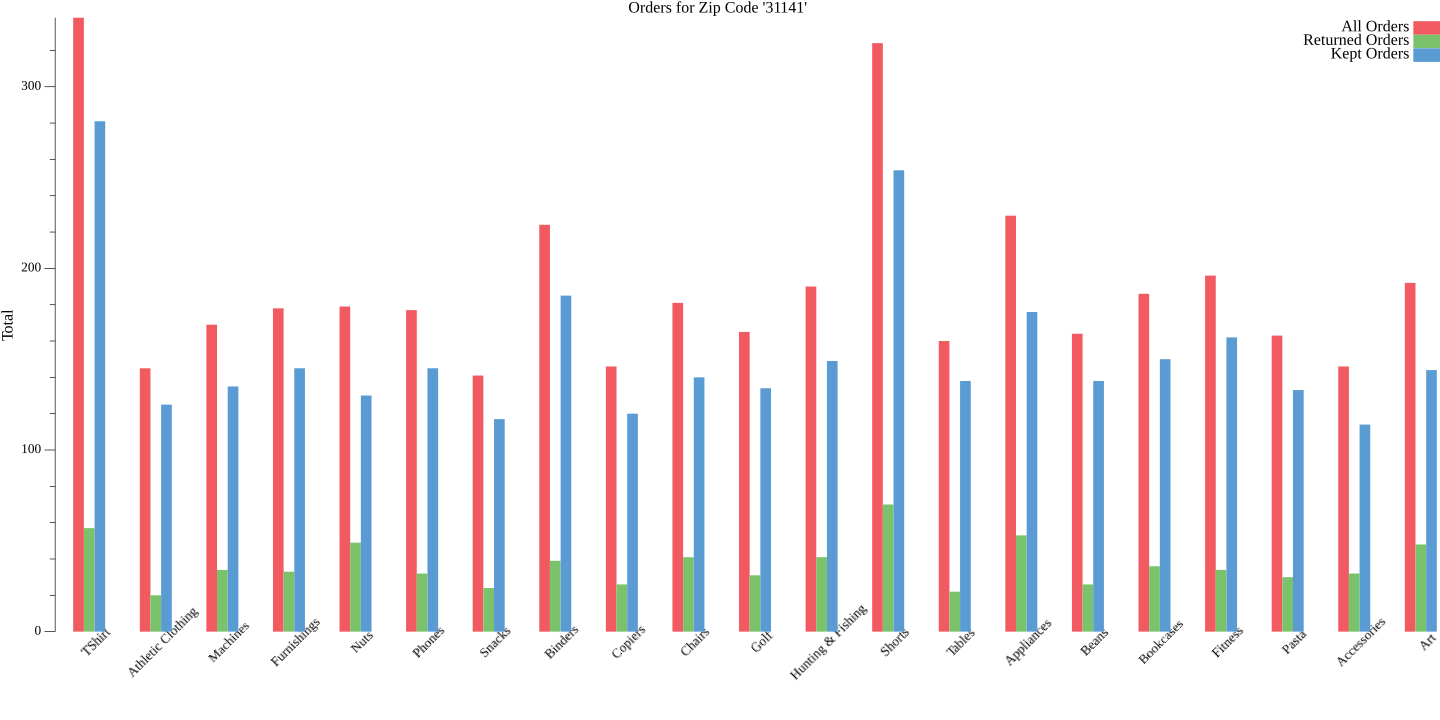 Orders for Zip Code '31141'
All Orders
Returned Orders
Kept Orders
Total
300
200
100
0
TShirt
Athletic Clothing
Machines
Furnishings
Nuts
Phones
Snacks
Binders
Copiers
Chairs
Golf
Hunting & Fishing
Shorts
Tables
Appliances
Beans
Bookcases
Fitness
Pasta
Accessories
Art